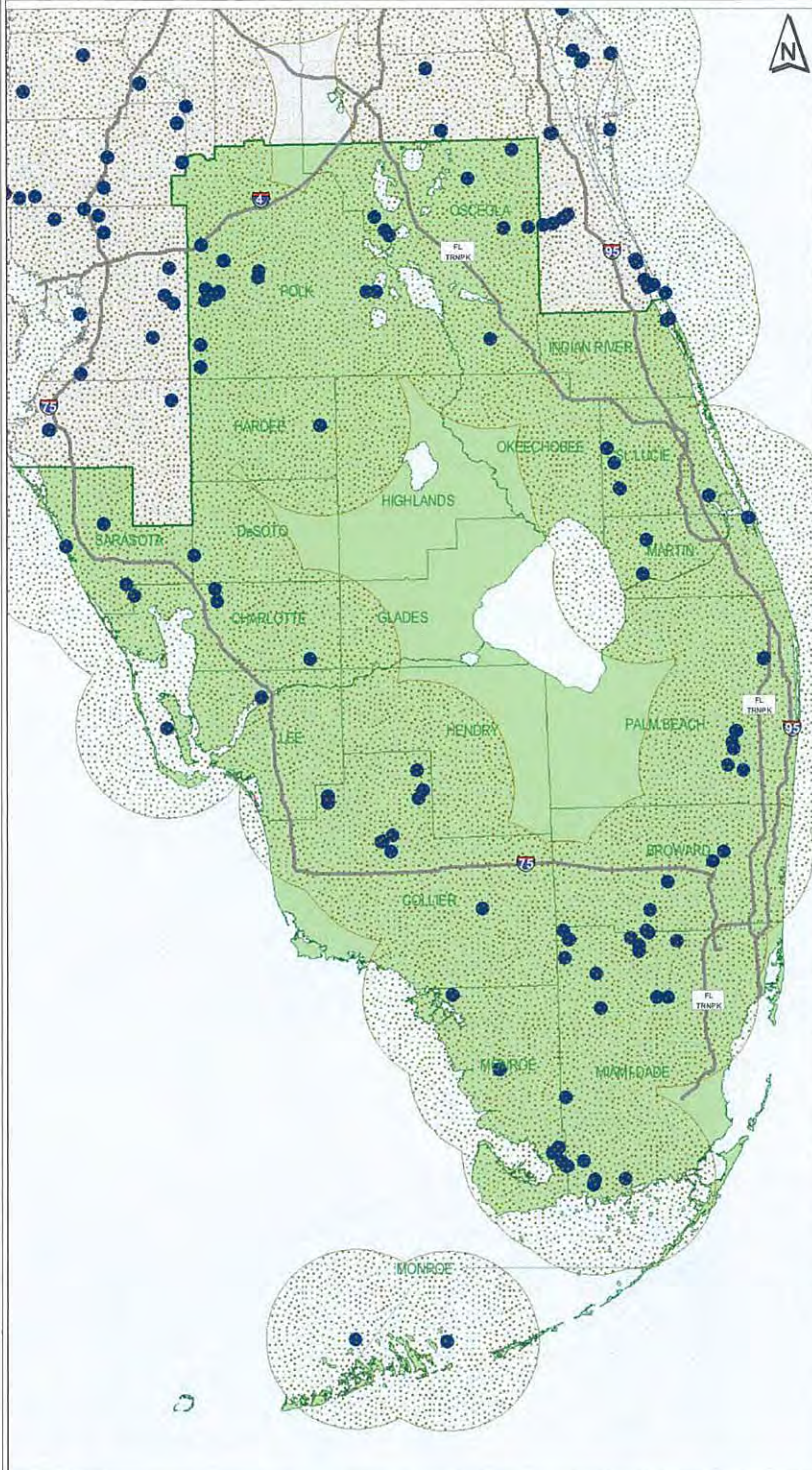 N
4
OSCEOLA
FL
TRNPK
95
POLK
INDIAN RIVER
75
HARDEE
OKEECHOBEE
ST. LUCIE
HIGHLANDS
DeSOTO
SARASOTA
MARTIN
CHARLOTTE
GLADES
FL
TRNPK
LEE
HENDRY
PALM BEACH
95
BROWARD
75
COLLIER
FL
TRNPK
MONROE
MIAMI-DADE
MONROE